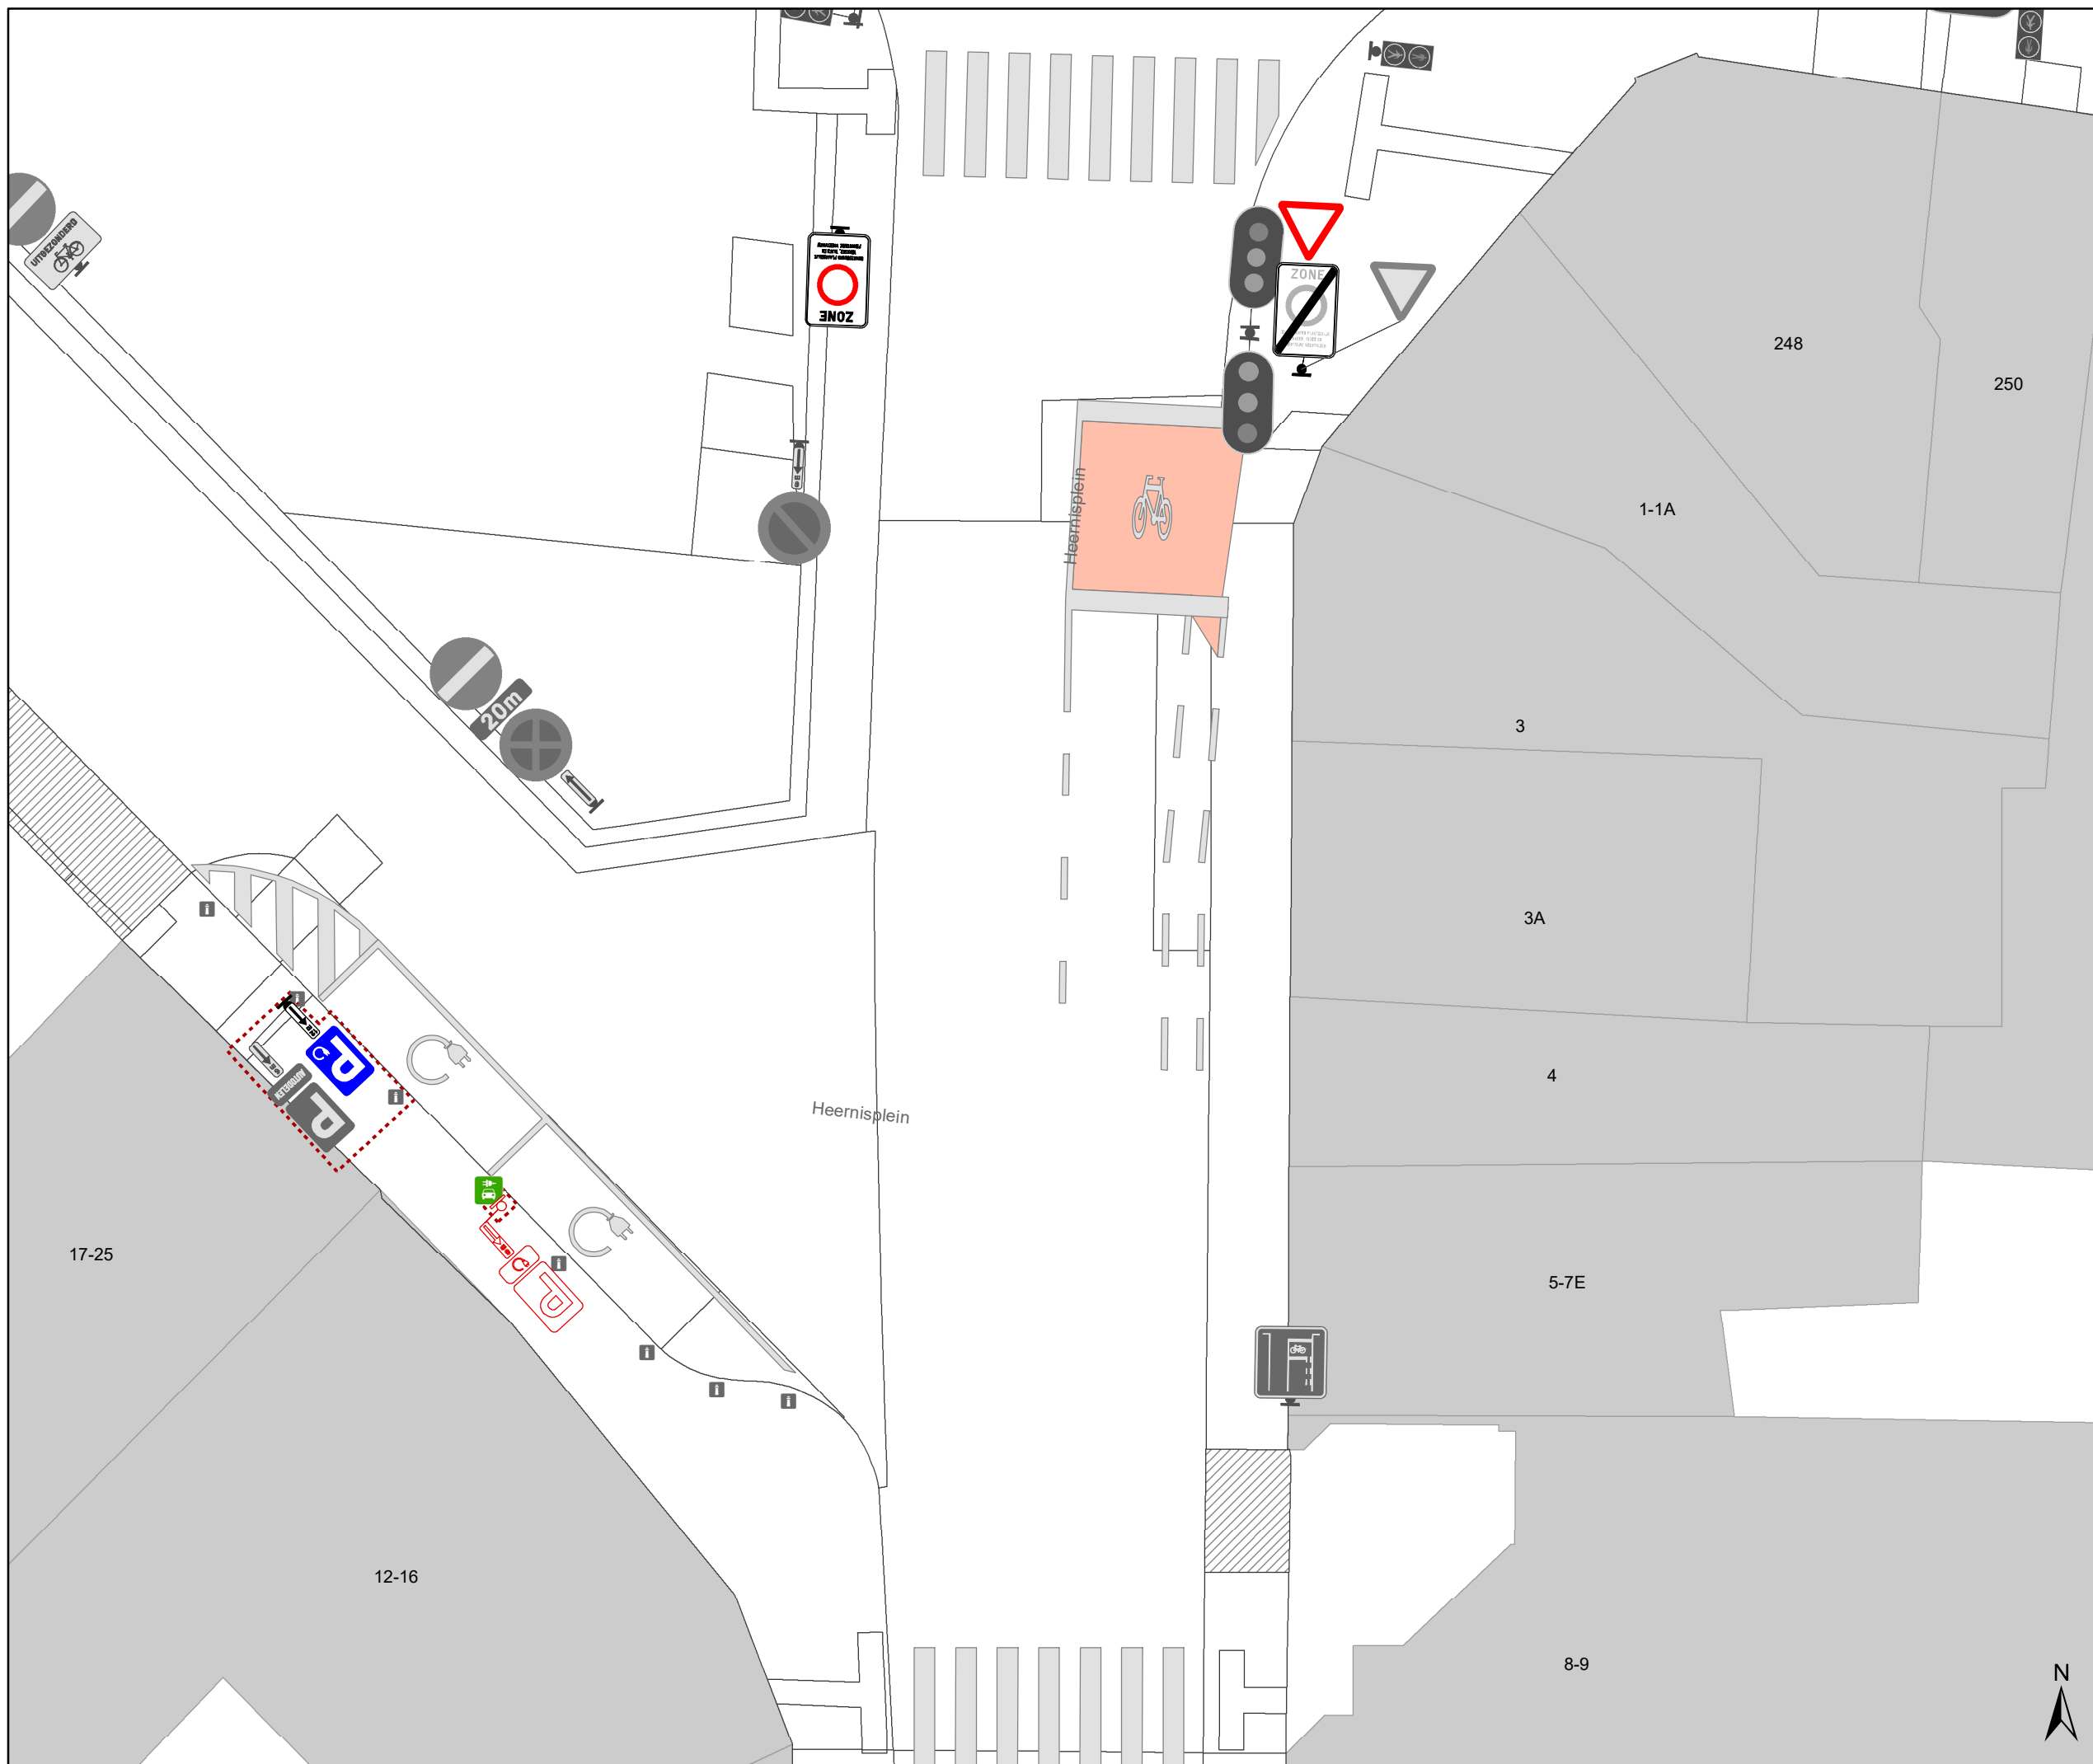 UITGEZONDERD
ZONE
ZONE
248
250
1-1A
Heernisplein
3
20m
3A
4
P
AUTODELEN
P
Heernisplein
17-25
5-7E
P
12-16
8-9
N